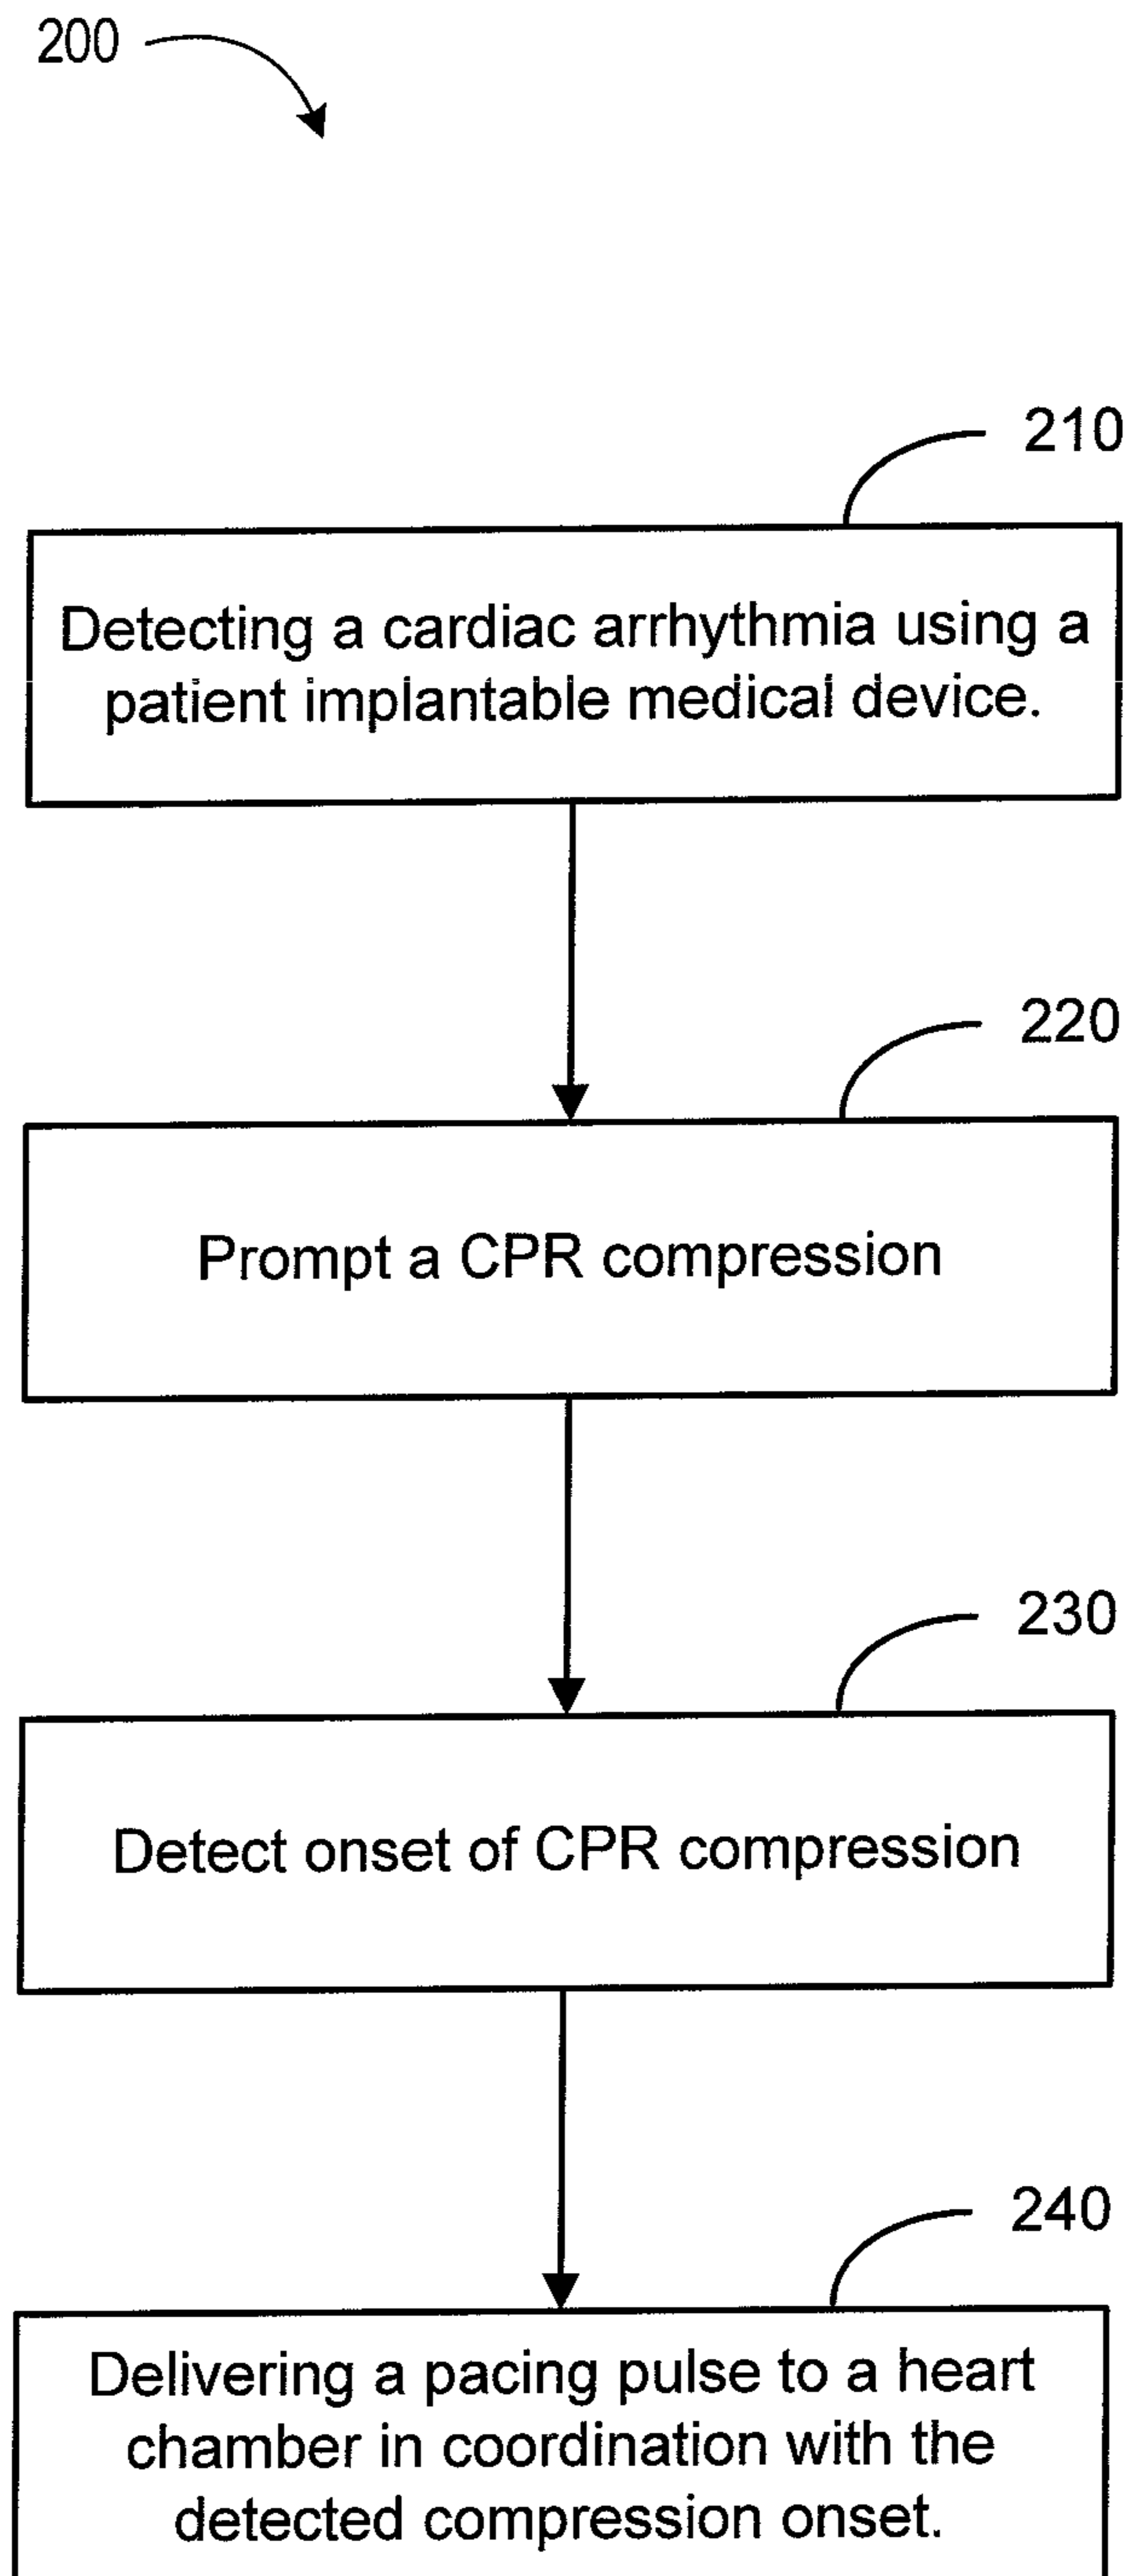 200
210
Detecting a cardiac arrhythmia using a
patient implantable medical device.
220
Prompt a CPR compression
230
Detect onset of CPR compression
240
Delivering a pacing pulse to a heart
chamber in coordination with the
detected compression onset.